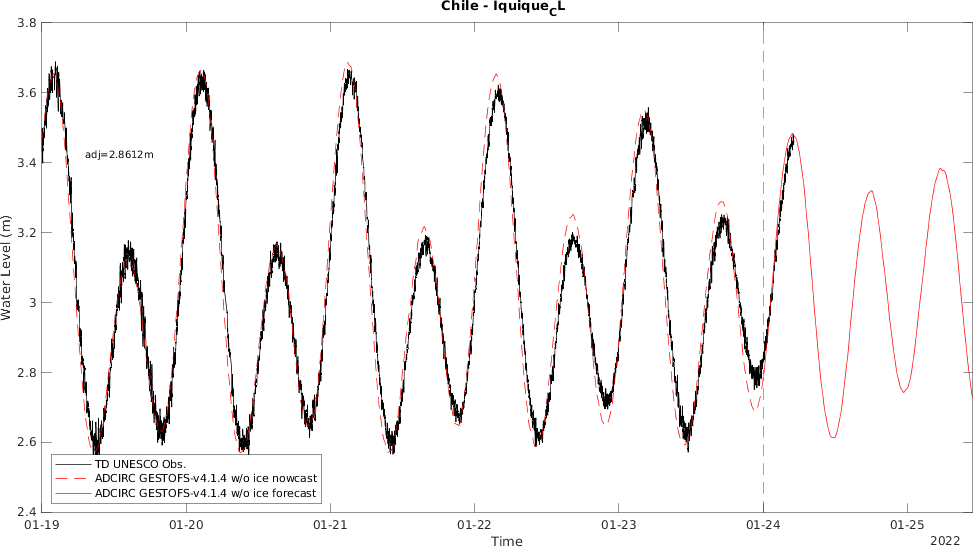 Chile - Iquique_CL
3.8
3.6
3.4
3.2
3
2.8
2.6
2.4
Water Level (m)
adj=2.8612m
TD UNESCO Obs.
ADCIRC GESTOFS-v4.1.4 w/o ice nowcast
ADCIRC GESTOFS-v4.1.4 w/o ice forecast
01-19
01-20
01-21
01-22
01-23
01-24
01-25
Time
2022